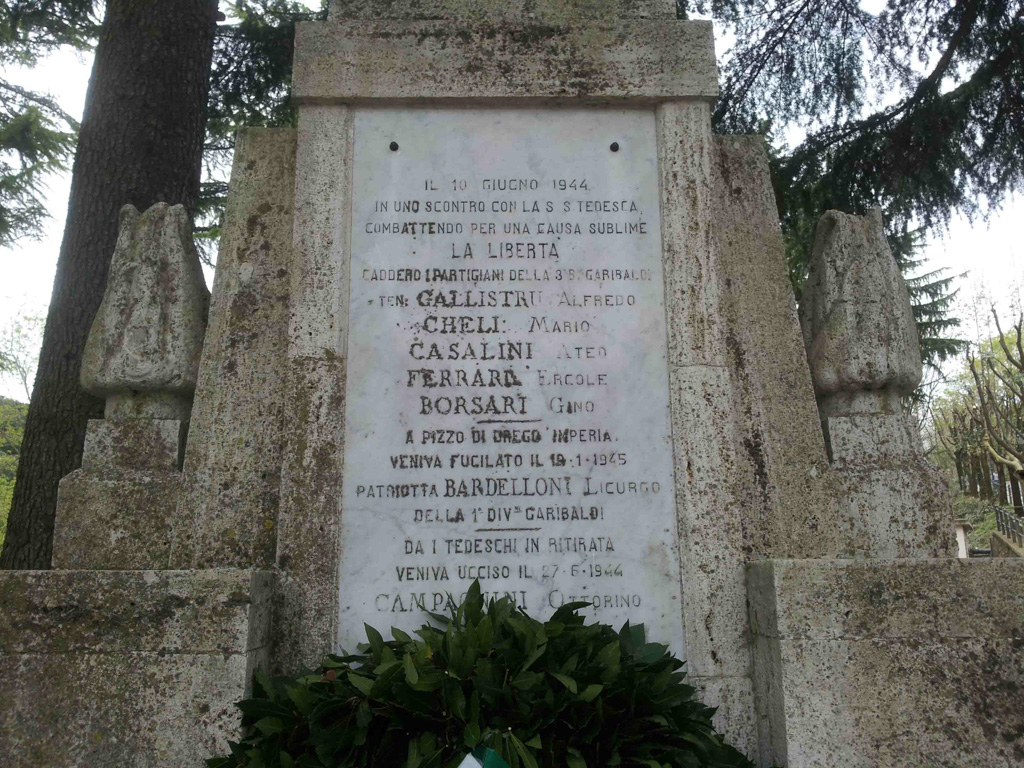 IL 10 GIUGNO 1944
IN UNO SCONTRO CON LA S S TEDESCA,
COMBATTENDO PER UNA CAUSA SUBLIME
LA LIBERTÀ
CADDERO I PARTIGIANI DELLA 3ª B. GARIBALDI
TEN: GALLISTRU ALFREDO
CHELI: MARIO
CASALINI ATEO
FERRARI ERCOLE
BORSARI GINO
A PIZZO DI DREGO IMPERIA.
VENIVA FUCILATO IL -1-1945
PATRIOTTA BARDELLONI LICURGO
DELLA 1ª DIVᴺᴱ GARIBALDI
DA I TEDESCHI IN RITIRATA
VENIVA UCCISO IL 27-6-1944
CAMPAGNINI OTTORINO